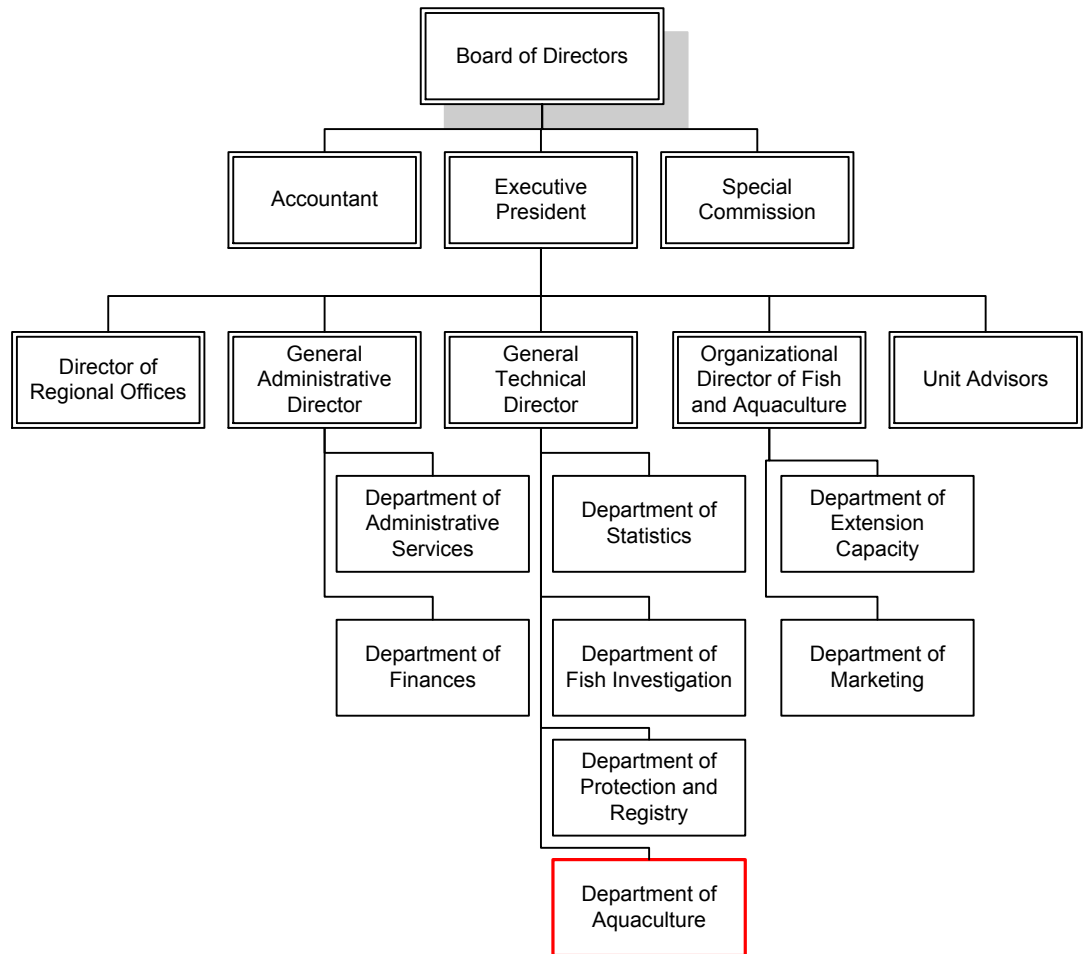 Board of Directors
Accountant
Executive
President
Special
Commission
Director of
Regional Offices
General
Administrative
Director
General
Technical
Director
Organizational
Director of Fish
and Aquaculture
Unit Advisors
Department of
Administrative
Services
Department of
Statistics
Department of
Extension
Capacity
Department of
Finances
Department of
Fish Investigation
Department of
Marketing
Department of
Protection and
Registry
Department of
Aquaculture